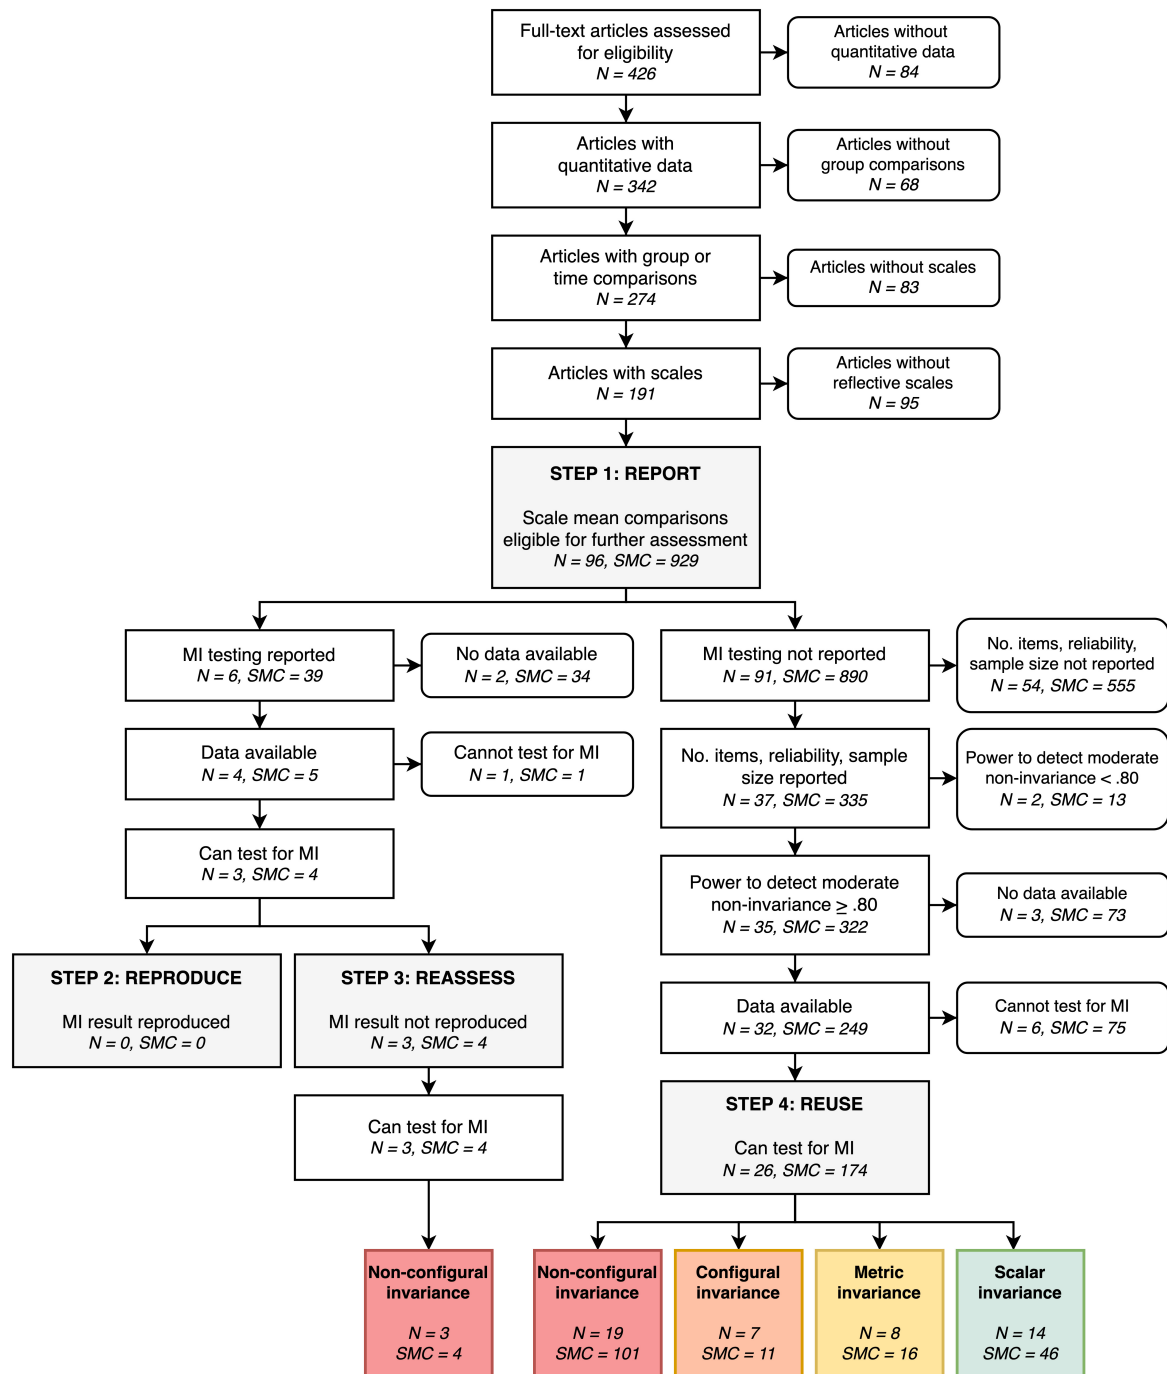 Full-text articles assessed
for eligibility
N = 426
Articles without
quantitative data
N = 84
Articles with
quantitative data
N = 342
Articles without
group comparisons
N = 68
Articles with group or
time comparisons
N = 274
Articles without scales
N = 83
Articles with scales
N = 191
Articles without
reflective scales
N = 95
STEP 1: REPORT
Scale mean comparisons
eligible for further assessment
N = 96, SMC = 929
MI testing reported
N = 6, SMC = 39
No data available
N = 2, SMC = 34
MI testing not reported
N = 91, SMC = 890
No. items, reliability,
sample size not reported
N = 54, SMC = 555
Data available
N = 4, SMC = 5
Cannot test for MI
N = 1, SMC = 1
No. items, reliability, sample
size reported
N = 37, SMC = 335
Power to detect moderate
non-invariance < .80
N = 2, SMC = 13
Can test for MI
N = 3, SMC = 4
Power to detect moderate
non-invariance ≥ .80
N = 35, SMC = 322
No data available
N = 3, SMC = 73
STEP 2: REPRODUCE
MI result reproduced
N = 0, SMC = 0
STEP 3: REASSESS
MI result not reproduced
N = 3, SMC = 4
Data available
N = 32, SMC = 249
Cannot test for MI
N = 6, SMC = 75
Can test for MI
N = 3, SMC = 4
STEP 4: REUSE
Can test for MI
N = 26, SMC = 174
Non-configural
invariance
N = 3
SMC = 4
Non-configural
invariance
N = 19
SMC = 101
Configural
invariance
N = 7
SMC = 11
Metric
invariance
N = 8
SMC = 16
Scalar
invariance
N = 14
SMC = 46